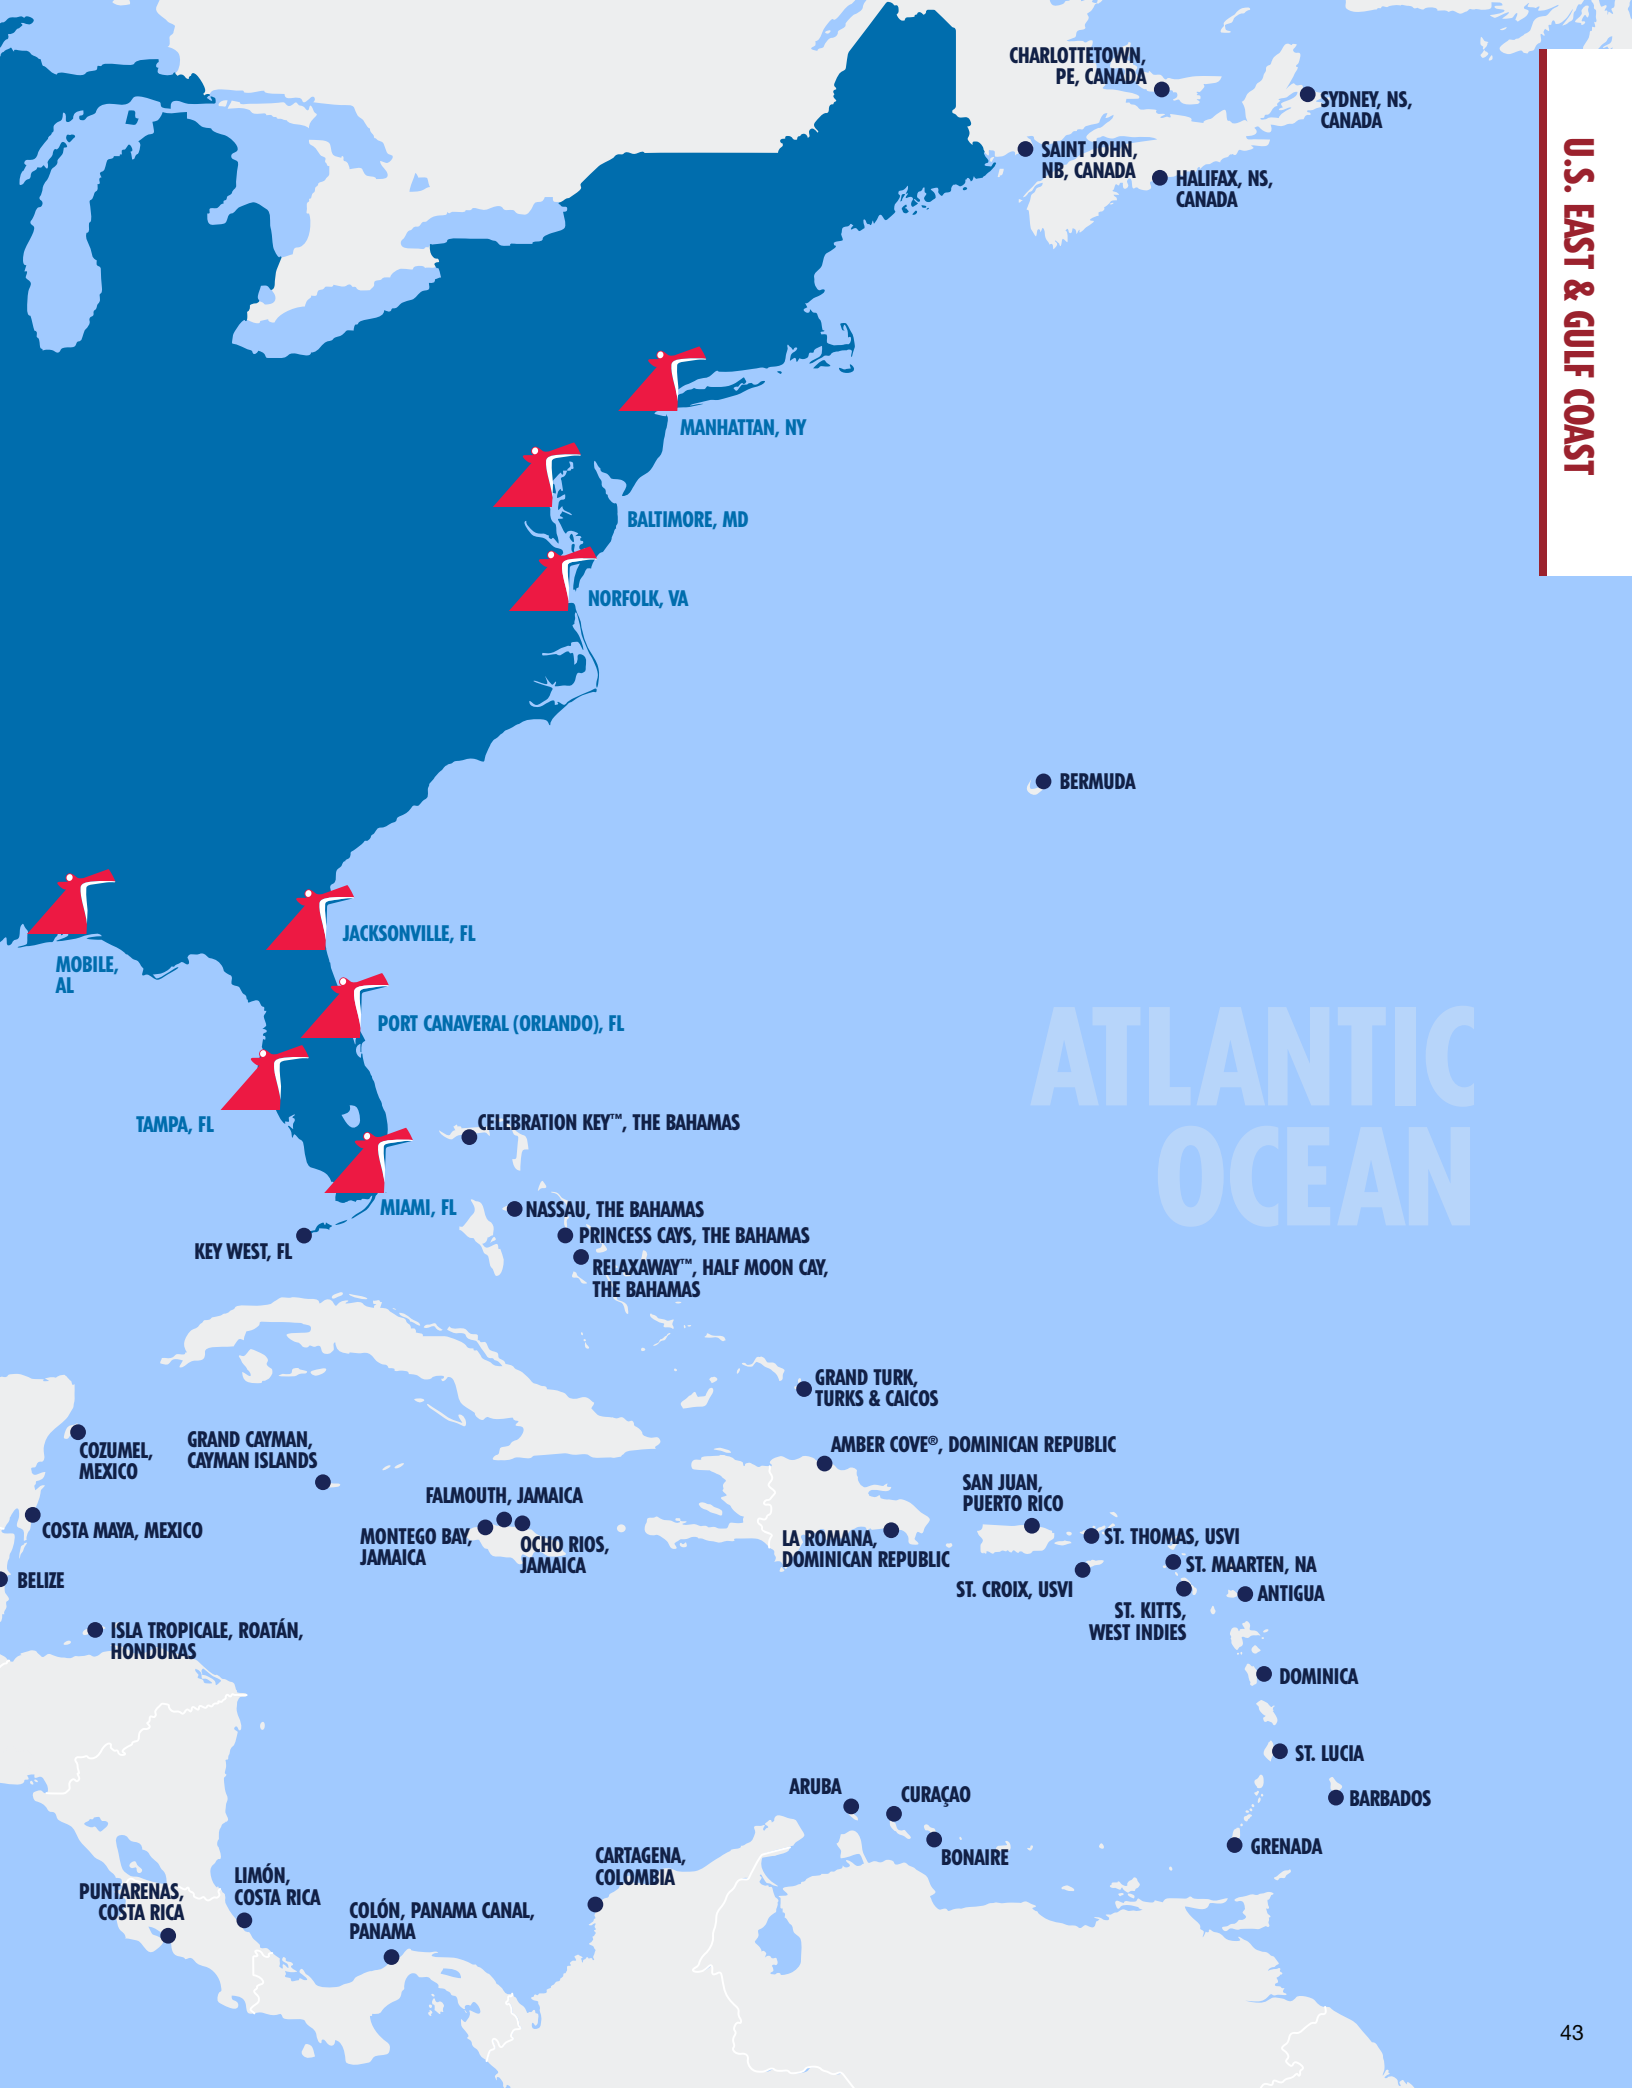 CHARLOTTETOWN,
PE, CANADA
SYDNEY, NS,
CANADA
SAINT JOHN,
NB, CANADA
HALIFAX, NS,
CANADA
U.S. EAST & GULF COAST
MANHATTAN, NY
BALTIMORE, MD
NORFOLK, VA
BERMUDA
JACKSONVILLE, FL
MOBILE,
AL
PORT CANAVERAL (ORLANDO), FL
ATLANTIC
OCEAN
TAMPA, FL
CELEBRATION KEY™, THE BAHAMAS
MIAMI, FL
NASSAU, THE BAHAMAS
PRINCESS CAYS, THE BAHAMAS
KEY WEST, FL
RELAXAWAY™, HALF MOON CAY,
THE BAHAMAS
GRAND TURK,
TURKS & CAICOS
COZUMEL,
MEXICO
GRAND CAYMAN,
CAYMAN ISLANDS
AMBER COVE®, DOMINICAN REPUBLIC
SAN JUAN,
PUERTO RICO
FALMOUTH, JAMAICA
COSTA MAYA, MEXICO
MONTEGO BAY,
JAMAICA
OCHO RIOS,
JAMAICA
LA ROMANA,
DOMINICAN REPUBLIC
ST. THOMAS, USVI
ST. MAARTEN, NA
BELIZE
ST. CROIX, USVI
ANTIGUA
ST. KITTS,
WEST INDIES
ISLA TROPICALE, ROATÁN,
HONDURAS
DOMINICA
ST. LUCIA
ARUBA
CURAÇAO
BARBADOS
GRENADA
BONAIRE
CARTAGENA,
COLOMBIA
LIMÓN,
COSTA RICA
PUNTARENAS,
COSTA RICA
COLÓN, PANAMA CANAL,
PANAMA
43